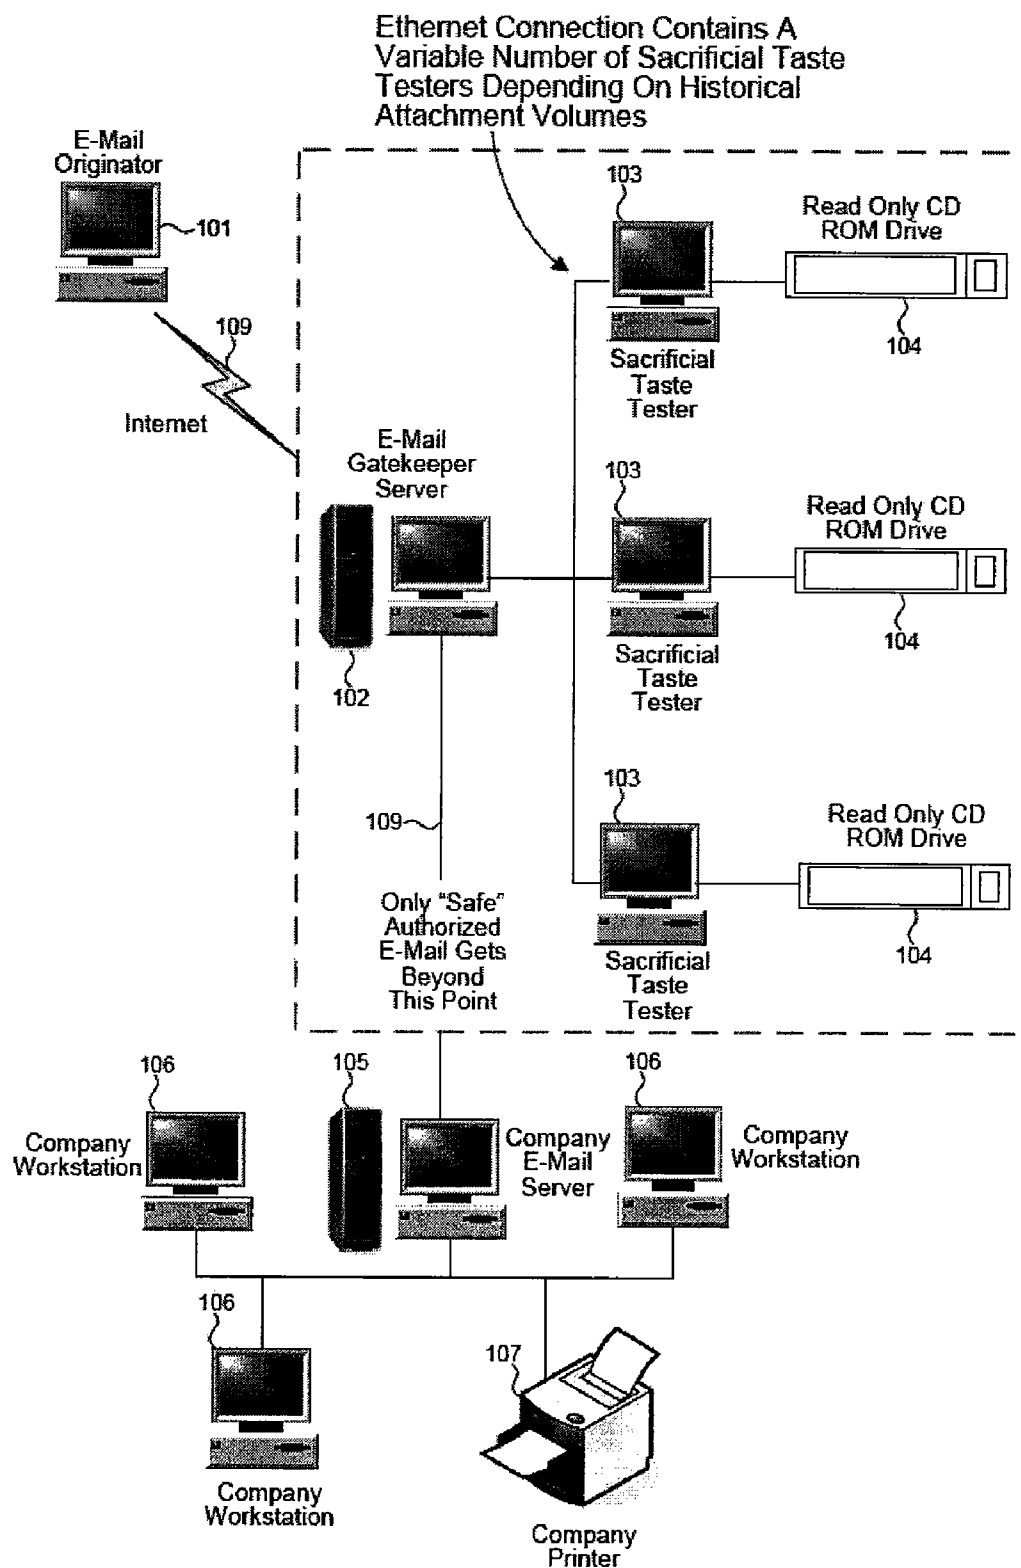 Ethernet Connection Contains A
Variable Number of Sacrificial Taste
Testers Depending On Historical
Attachment Volumes
E-Mail
Originator
101
109
Internet
103
Sacrificial
Taste
Tester
Read Only CD
ROM Drive
104
E-Mail
Gatekeeper
Server
102
103
Sacrificial
Taste
Tester
Read Only CD
ROM Drive
104
103
Sacrificial
Taste
Tester
Read Only CD
ROM Drive
104
109
Only "Safe"
Authorized
E-Mail Gets
Beyond
This Point
106
Company
Workstation
105
Company
E-Mail
Server
106
Company
Workstation
106
Company
Workstation
107
Company
Printer